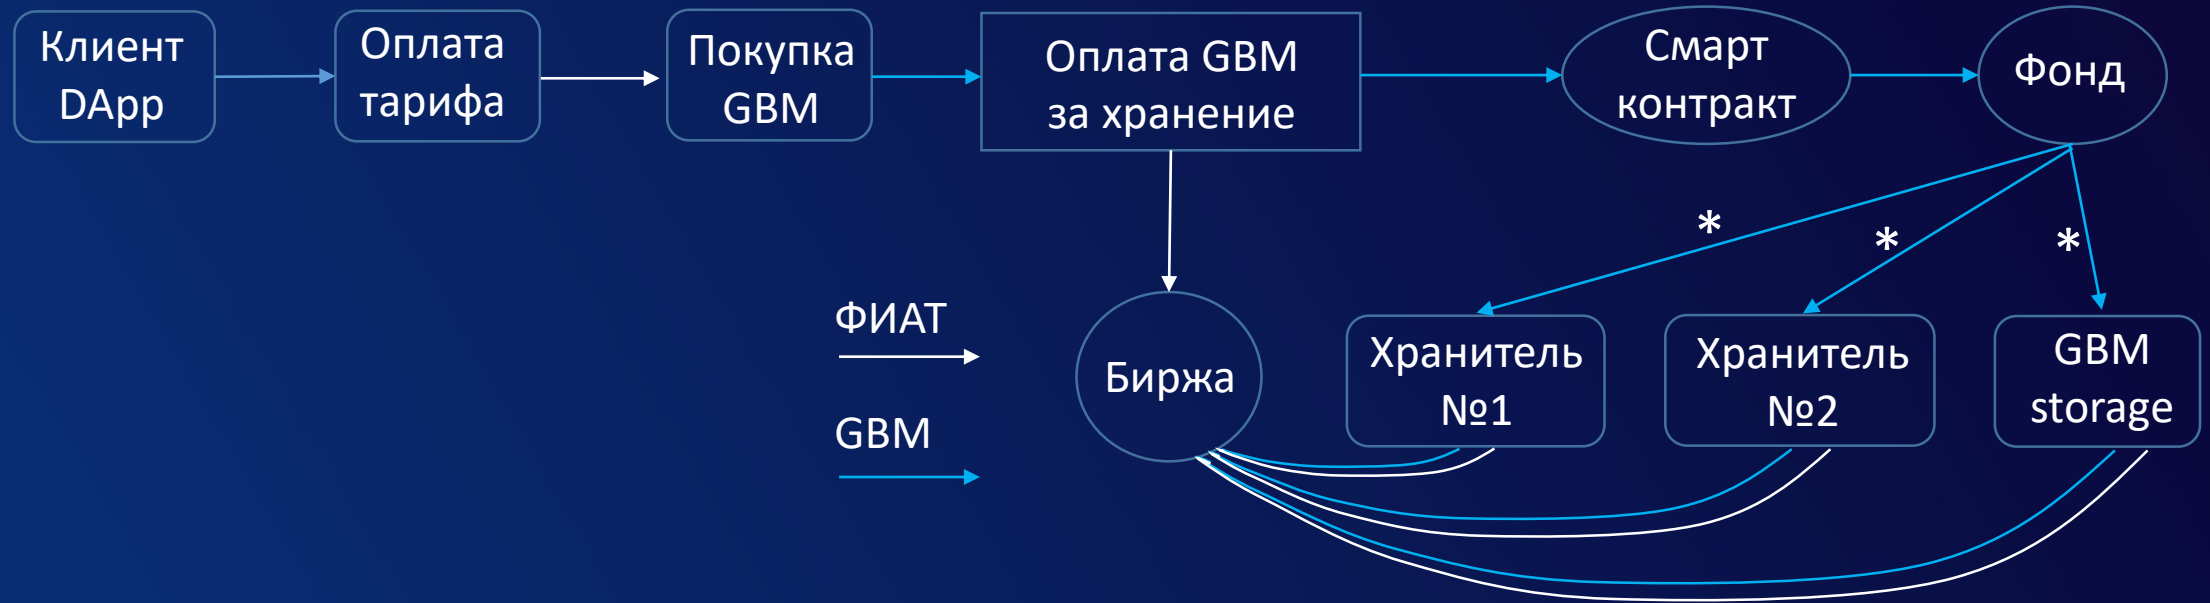 Клиент
DApp
Оплата
тарифа
Покупка
GBM
Оплата GBM
за хранение
Смарт
контракт
Фонд
*
*
*
ФИАТ
GBM
Биржа
Хранитель
№1
Хранитель
№2
GBM
storage